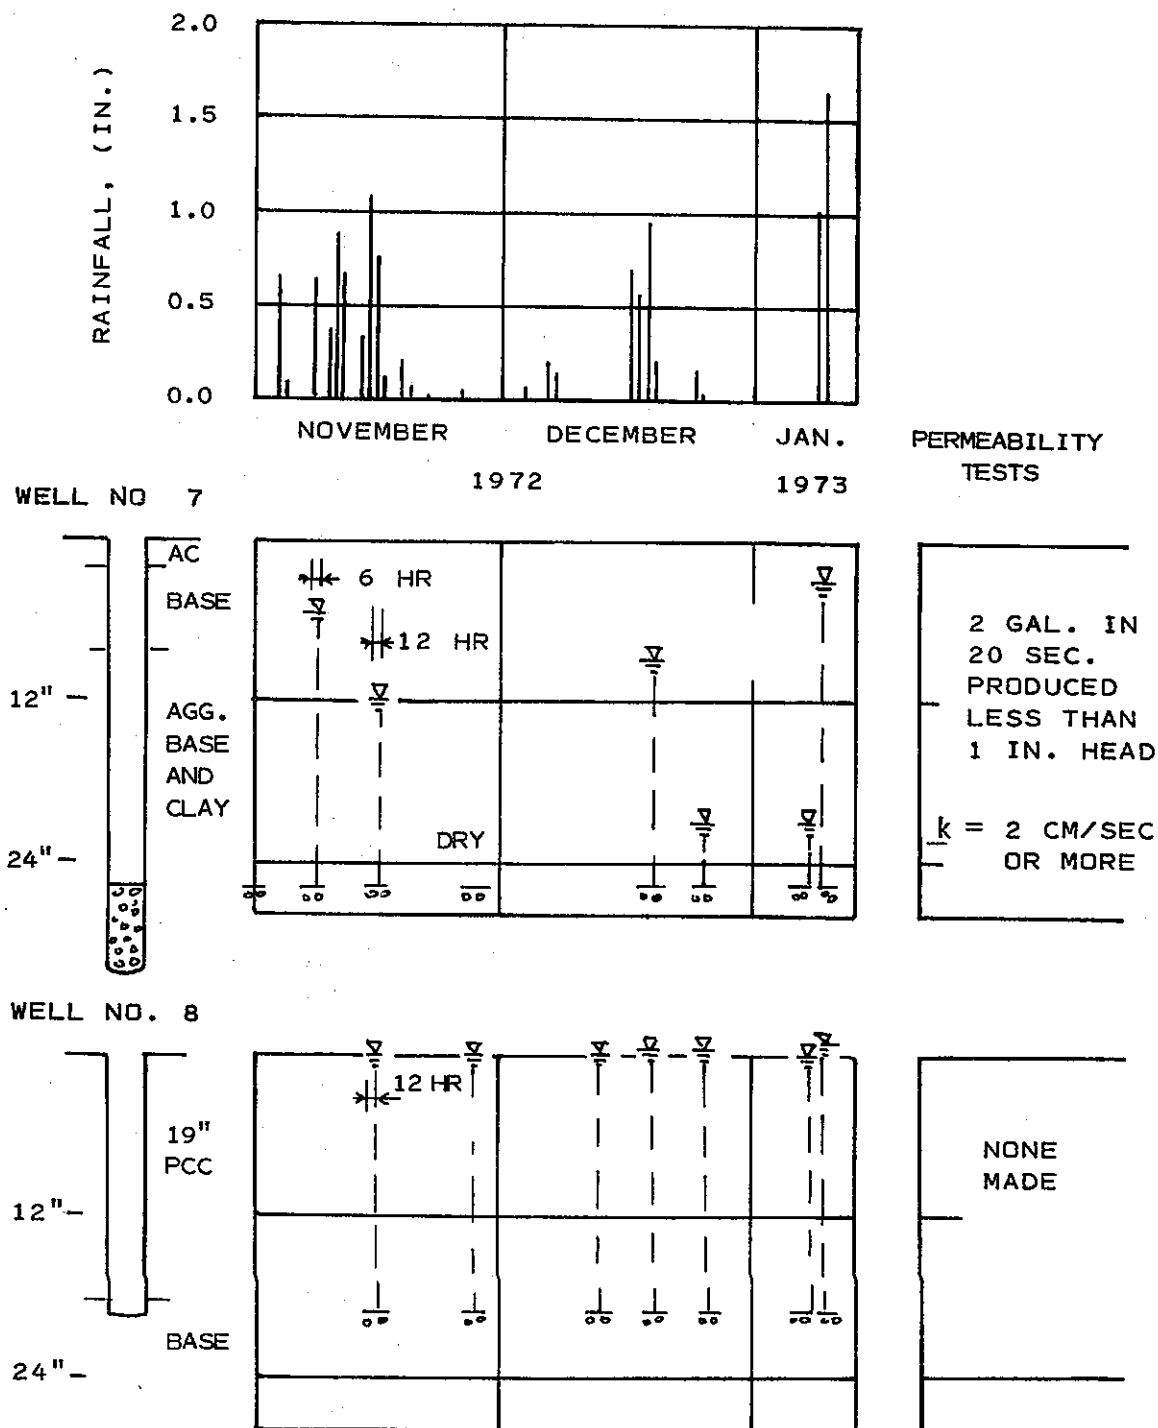 2.0
1.5
1.0
0.5
0.0
RAINFALL, (IN.)
NOVEMBER
DECEMBER
JAN.
1972
1973
PERMEABILITY
TESTS
WELL NO 7
AC
BASE
AGG.
BASE
AND
CLAY
12"
24"
6 HR
12 HR
DRY
2 GAL. IN
20 SEC.
PRODUCED
LESS THAN
1 IN. HEAD
k = 2 CM/SEC
OR MORE
WELL NO. 8
19"
PCC
BASE
12"
24"
12 HR
NONE
MADE